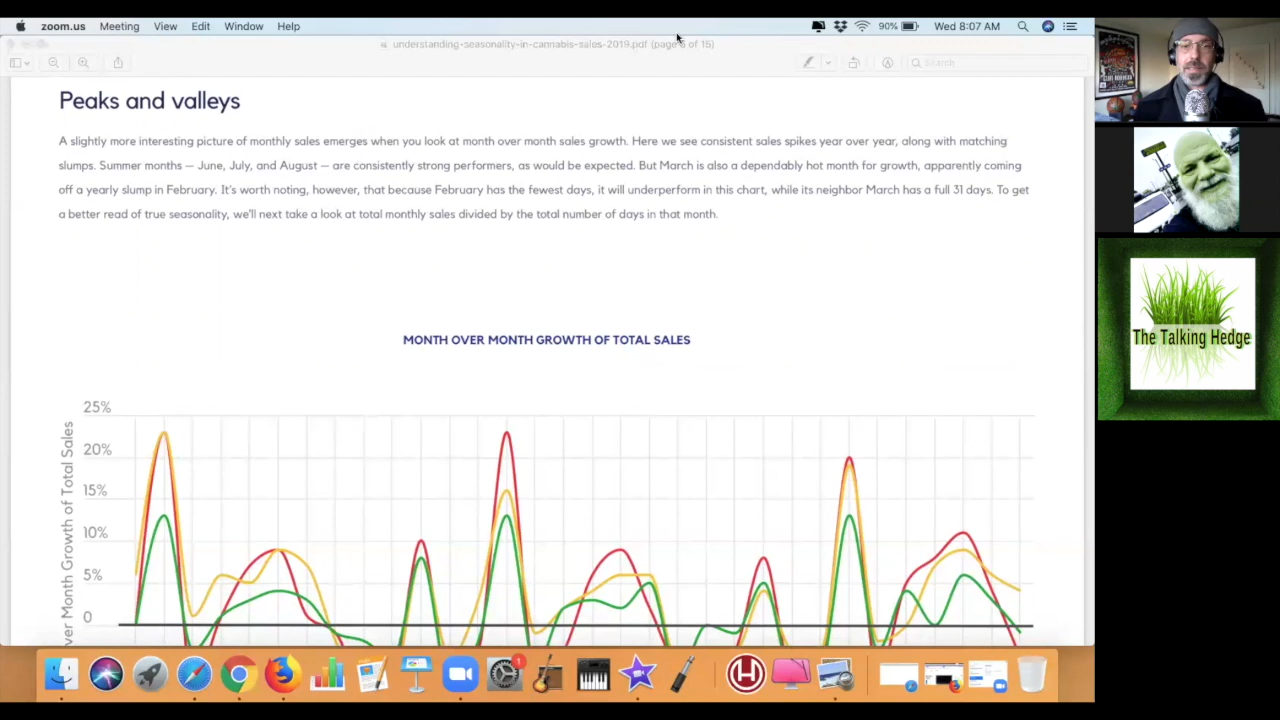 zoom.us Meeting View Edit Window Help 90% Wed 8:07 AM
understanding-seasonality-in-cannabis-sales-2019.pdf (page of 15)
Search
Peaks and valleys
A slightly more interesting picture of monthly sales emerges when you look at month over month sales growth. Here we see consistent sales spikes year over year, along with matching
slumps. Summer months — June, July, and August — are consistently strong performers, as would be expected. But March is also a dependably hot month for growth, apparently coming
off a yearly slump in February. It's worth noting, however, that because February has the fewest days, it will underperform in this chart, while its neighbor March has a full 31 days. To get
a better read of true seasonality, we'll next take a look at total monthly sales divided by the total number of days in that month.
MONTH OVER MONTH GROWTH OF TOTAL SALES
25%
20%
15%
10%
5%
0
ver Month Growth of Total Sales
The Talking Hedge
1